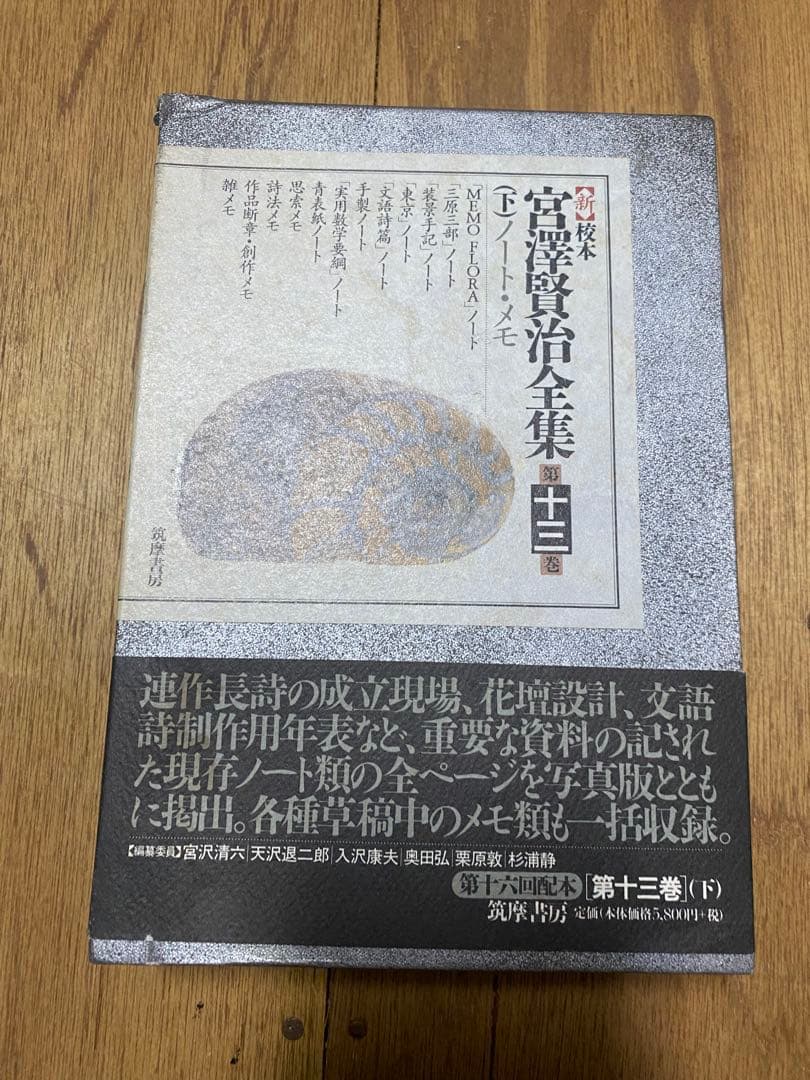 【新】校本
宮澤賢治全集
第十三巻
(下)ノート・メモ
「MEMO FLORA」ノート
「三原三部」ノート
「装景手記」ノート
「東京」ノート
「文語詩篇」ノート
手製ノート
「実用数学要綱」ノート
青表紙ノート
思索メモ
詩法メモ
作品断章・創作メモ
雑メモ
筑摩書房
連作長詩の成立現場、花壇設計、文語
詩制作用年表など、重要な資料の記され
た現存ノート類の全ページを写真版ととも
に掲出。各種草稿中のメモ類も一括収録。
【編纂委員】宮沢清六|天沢退二郎|入沢康夫|奥田弘|栗原敦|杉浦静
第十六回配本[第十三巻](下)
筑摩書房 定価(本体価格5,800円+税)